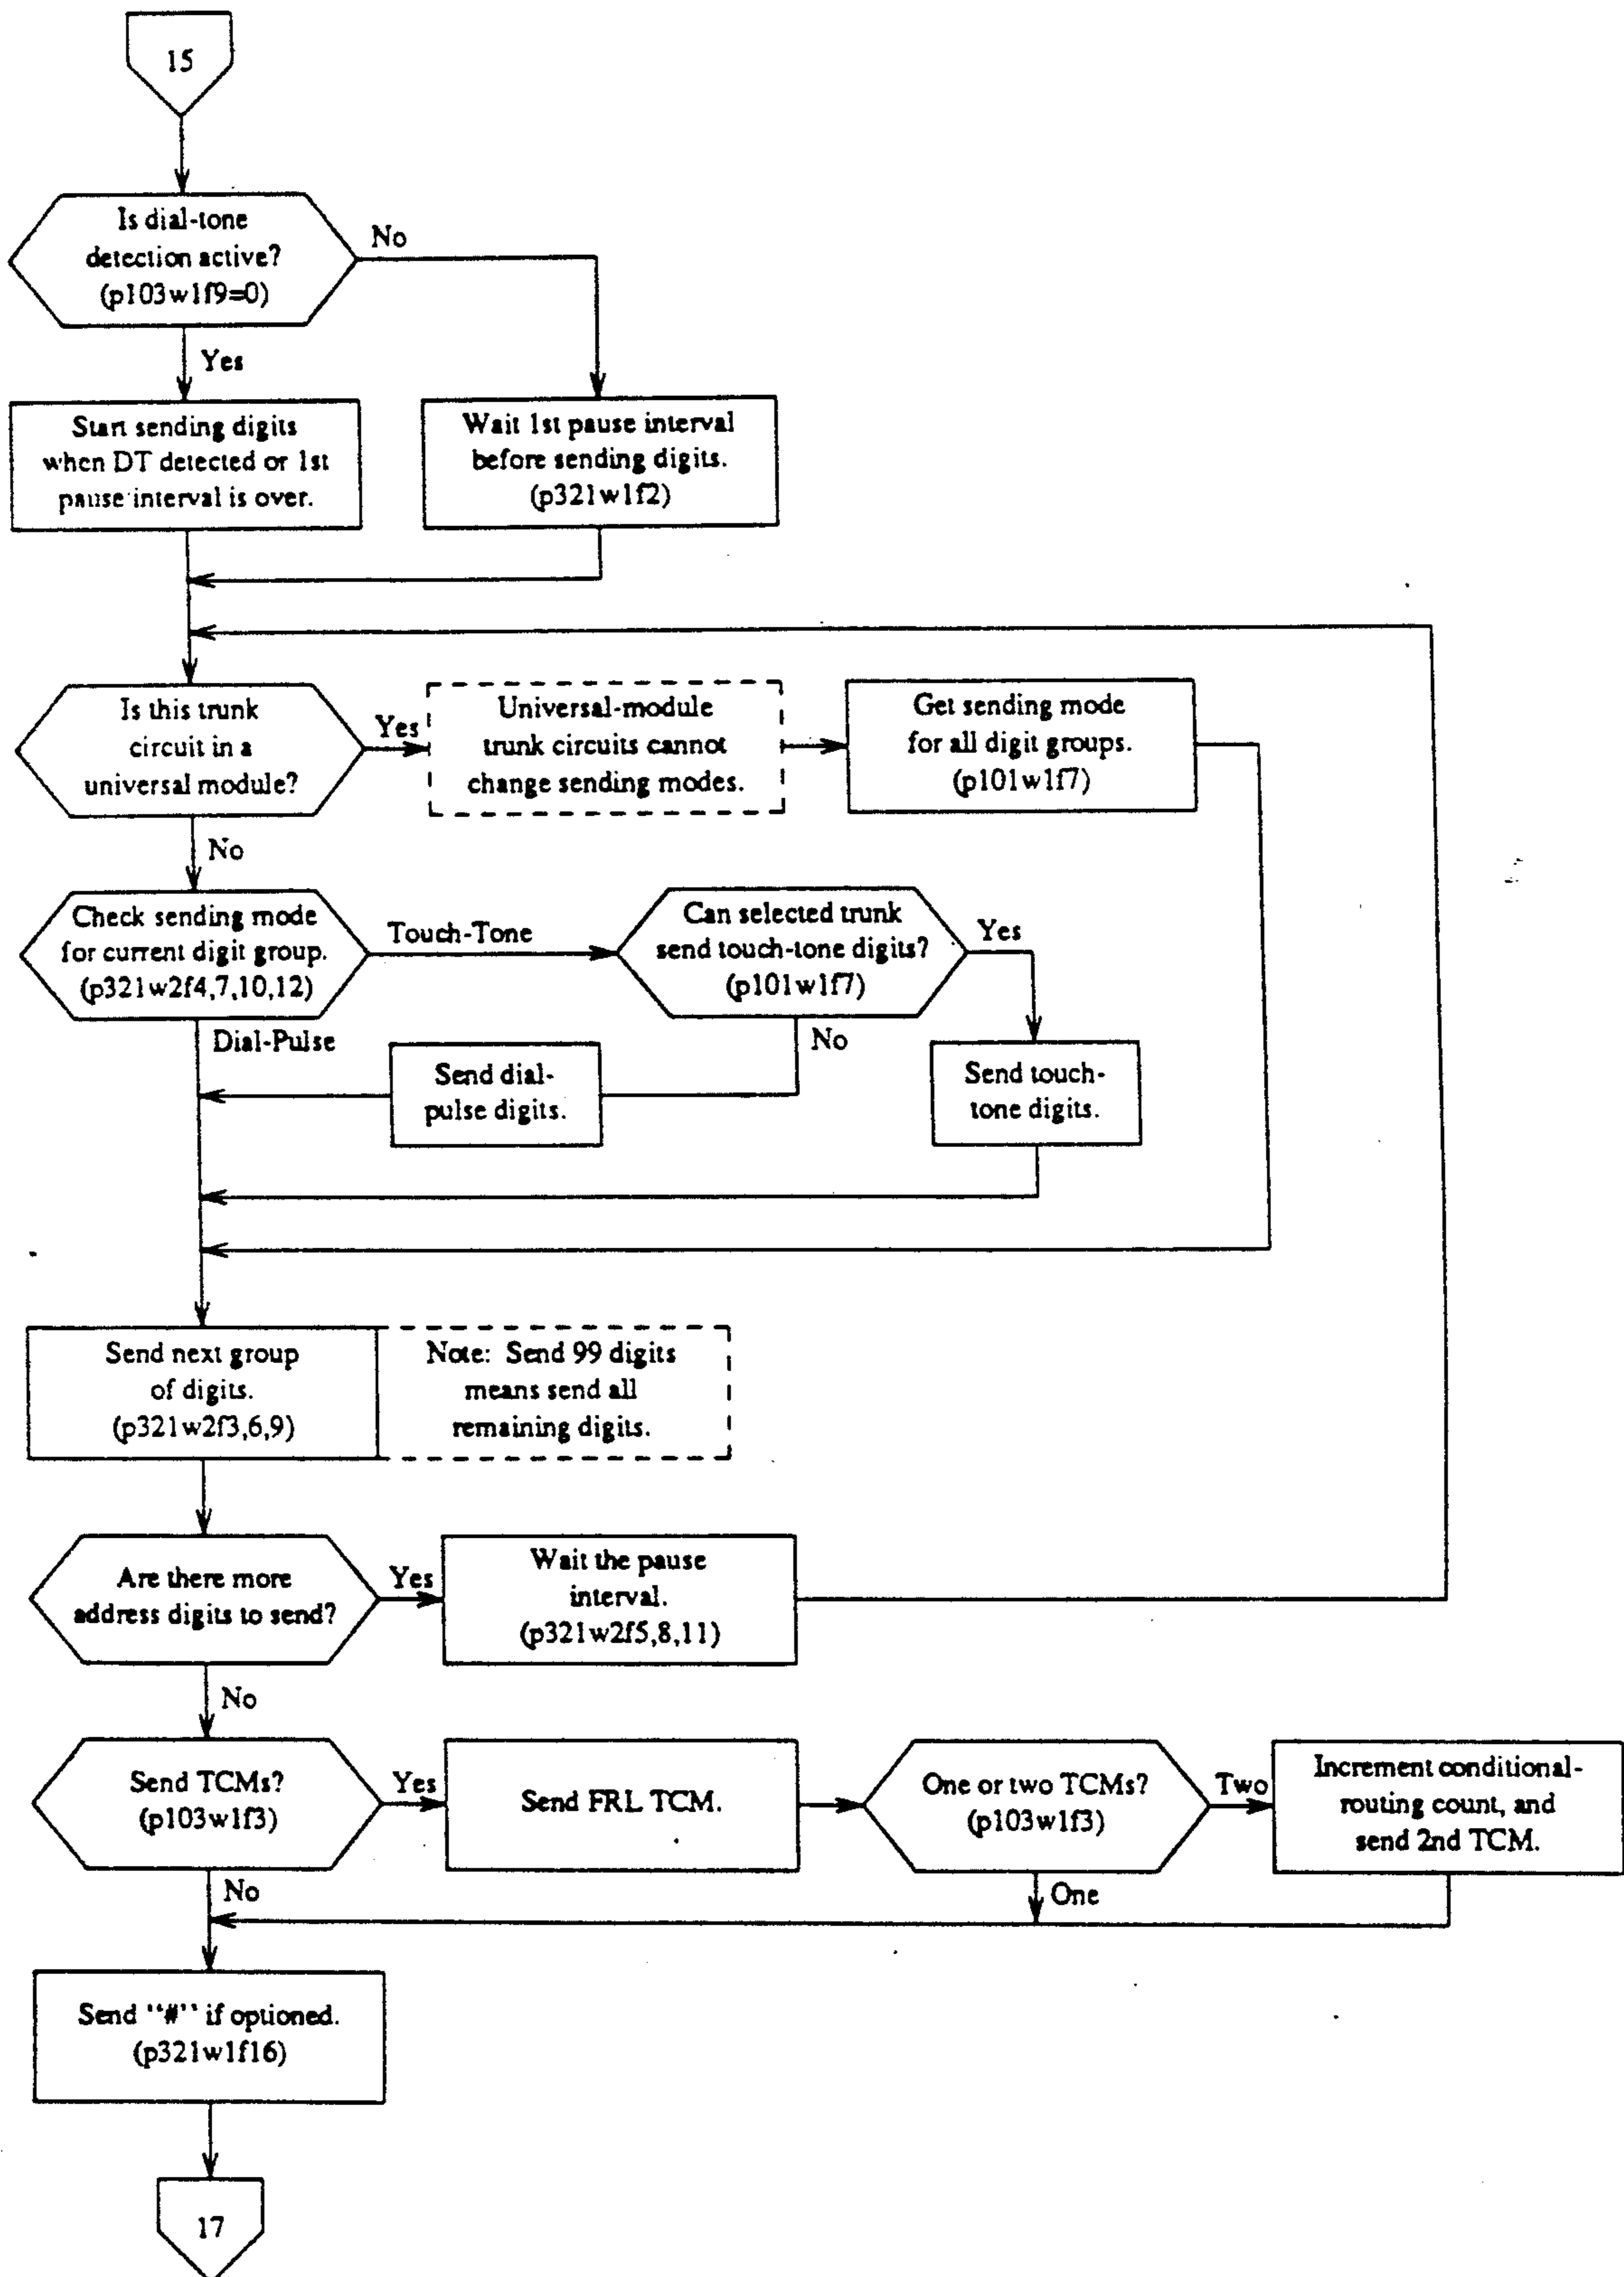 15
Is dial-tone
detection active?
(p103w1f9=0)
No
Yes
Start sending digits
when DT detected or 1st
pause interval is over.
Wait 1st pause interval
before sending digits.
(p321w1f2)
Is this trunk
circuit in a
universal module?
Yes
Universal-module
trunk circuits cannot
change sending modes.
Get sending mode
for all digit groups.
(p101w1f7)
No
Check sending mode
for current digit group.
(p321w2f4,7,10,12)
Touch-Tone
Can selected trunk
send touch-tone digits?
(p101w1f7)
Yes
Dial-Pulse
No
Send dial-
pulse digits.
Send touch-
tone digits.
Send next group
of digits.
(p321w2f3,6,9)
Note: Send 99 digits
means send all
remaining digits.
Are there more
address digits to send?
Yes
Wait the pause
interval.
(p321w2f5,8,11)
No
Send TCMs?
(p103w1f3)
Yes
Send FRL TCM.
One or two TCMs?
(p103w1f3)
Two
Increment conditional-
routing count, and
send 2nd TCM.
No
One
Send "#" if optioned.
(p321w1f16)
17